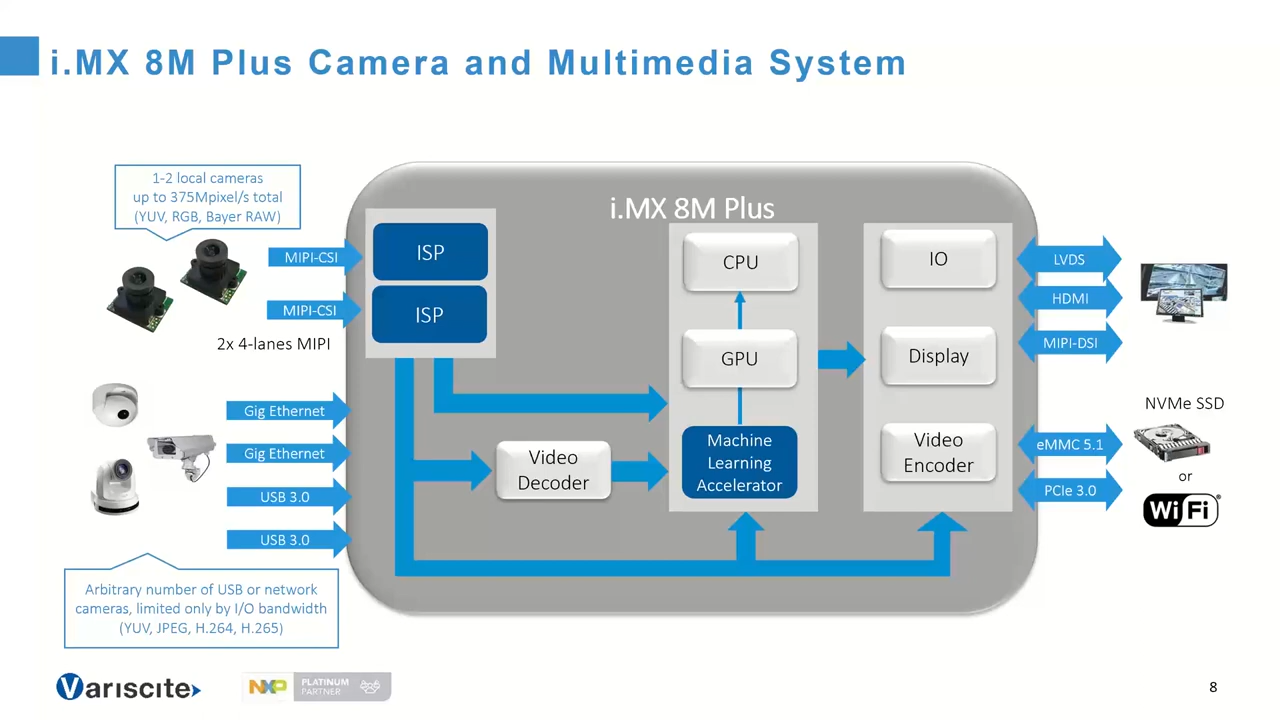 i.MX 8M Plus Camera and Multimedia System
1-2 local cameras
up to 375Mpixel/s total
(YUV, RGB, Bayer RAW)
MIPI-CSI
MIPI-CSI
2x 4-lanes MIPI
Gig Ethernet
Gig Ethernet
USB 3.0
USB 3.0
Arbitrary number of USB or network
cameras, limited only by I/O bandwidth
(YUV, JPEG, H.264, H.265)
i.MX 8M Plus
ISP
ISP
Video
Decoder
CPU
GPU
Machine
Learning
Accelerator
IO
Display
Video
Encoder
LVDS
HDMI
MIPI-DSI
eMMC 5.1
PCIe 3.0
NVMe SSD
or
WiFi
VARISCITE
NXP
PLATINUM
PARTNER
8